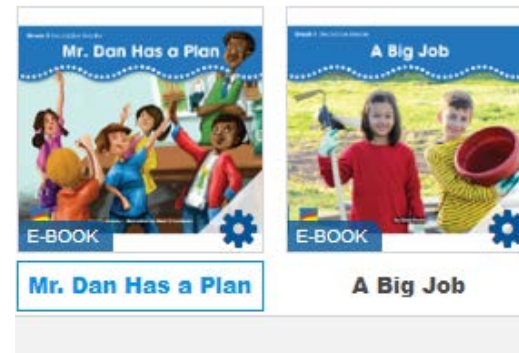 Mr. Dan Has a Plan
E-BOOK
Mr. Dan Has a Plan
A Big Job
E-BOOK
A Big Job